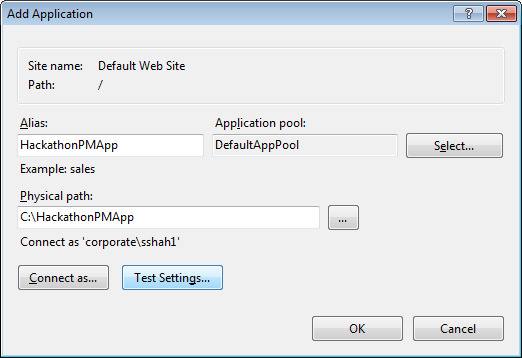 Add Application
Site name: Default Web Site
Path: /
Alias: Application pool:
HackathonPMApp DefaultAppPool Select...
Example: sales
Physical path:
C:\HackathonPMApp ...
Connect as 'corporate\sshah1'
Connect as... Test Settings...
OK Cancel